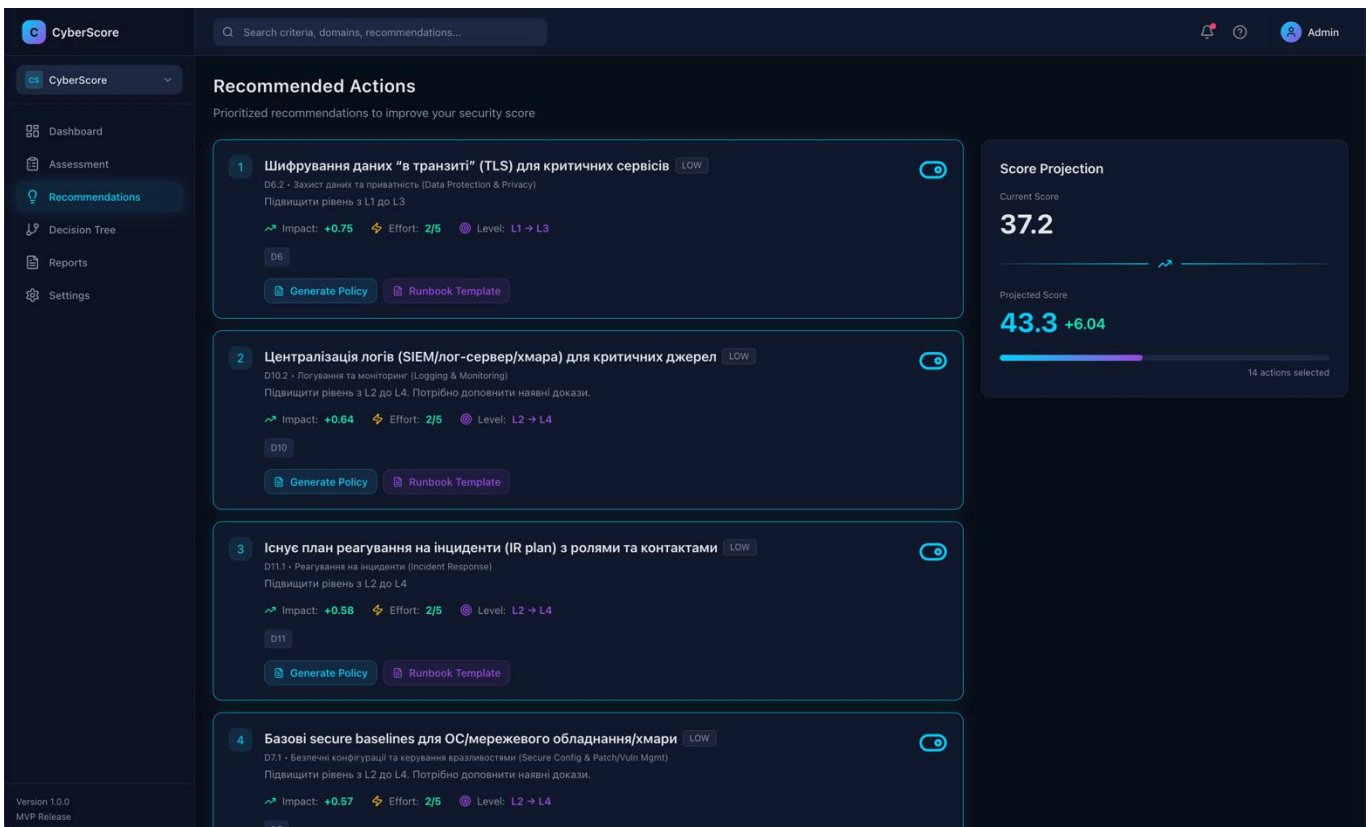 C CyberScore
Search criteria, domains, recommendations...
Admin
CS CyberScore
Dashboard
Assessment
Recommendations
Decision Tree
Reports
Settings
Version 1.0.0
MVP Release
Recommended Actions
Prioritized recommendations to improve your security score
1 Шифрування даних “в транзиті” (TLS) для критичних сервісів LOW
D6.2 • Захист даних та приватність (Data Protection & Privacy)
Підвищити рівень з L1 до L3
Impact: +0.75 Effort: 2/5 Level: L1 → L3
D6
Generate Policy Runbook Template
2 Централізація логів (SIEM/лог-сервер/хмара) для критичних джерел LOW
D10.2 • Логування та моніторинг (Logging & Monitoring)
Підвищити рівень з L2 до L4. Потрібно доповнити наявні докази.
Impact: +0.64 Effort: 2/5 Level: L2 → L4
D10
Generate Policy Runbook Template
3 Існує план реагування на інциденти (IR plan) з ролями та контактами LOW
D11.1 • Реагування на інциденти (Incident Response)
Підвищити рівень з L2 до L4
Impact: +0.58 Effort: 2/5 Level: L2 → L4
D11
Generate Policy Runbook Template
4 Базові secure baselines для ОС/мережевого обладнання/хмари LOW
D7.1 • Безпечні конфігурації та керування вразливостями (Secure Config & Patch/Vuln Mgmt)
Підвищити рівень з L2 до L4. Потрібно доповнити наявні докази.
Impact: +0.57 Effort: 2/5 Level: L2 → L4
Score Projection
Current Score
37.2
Projected Score
43.3 +6.04
14 actions selected